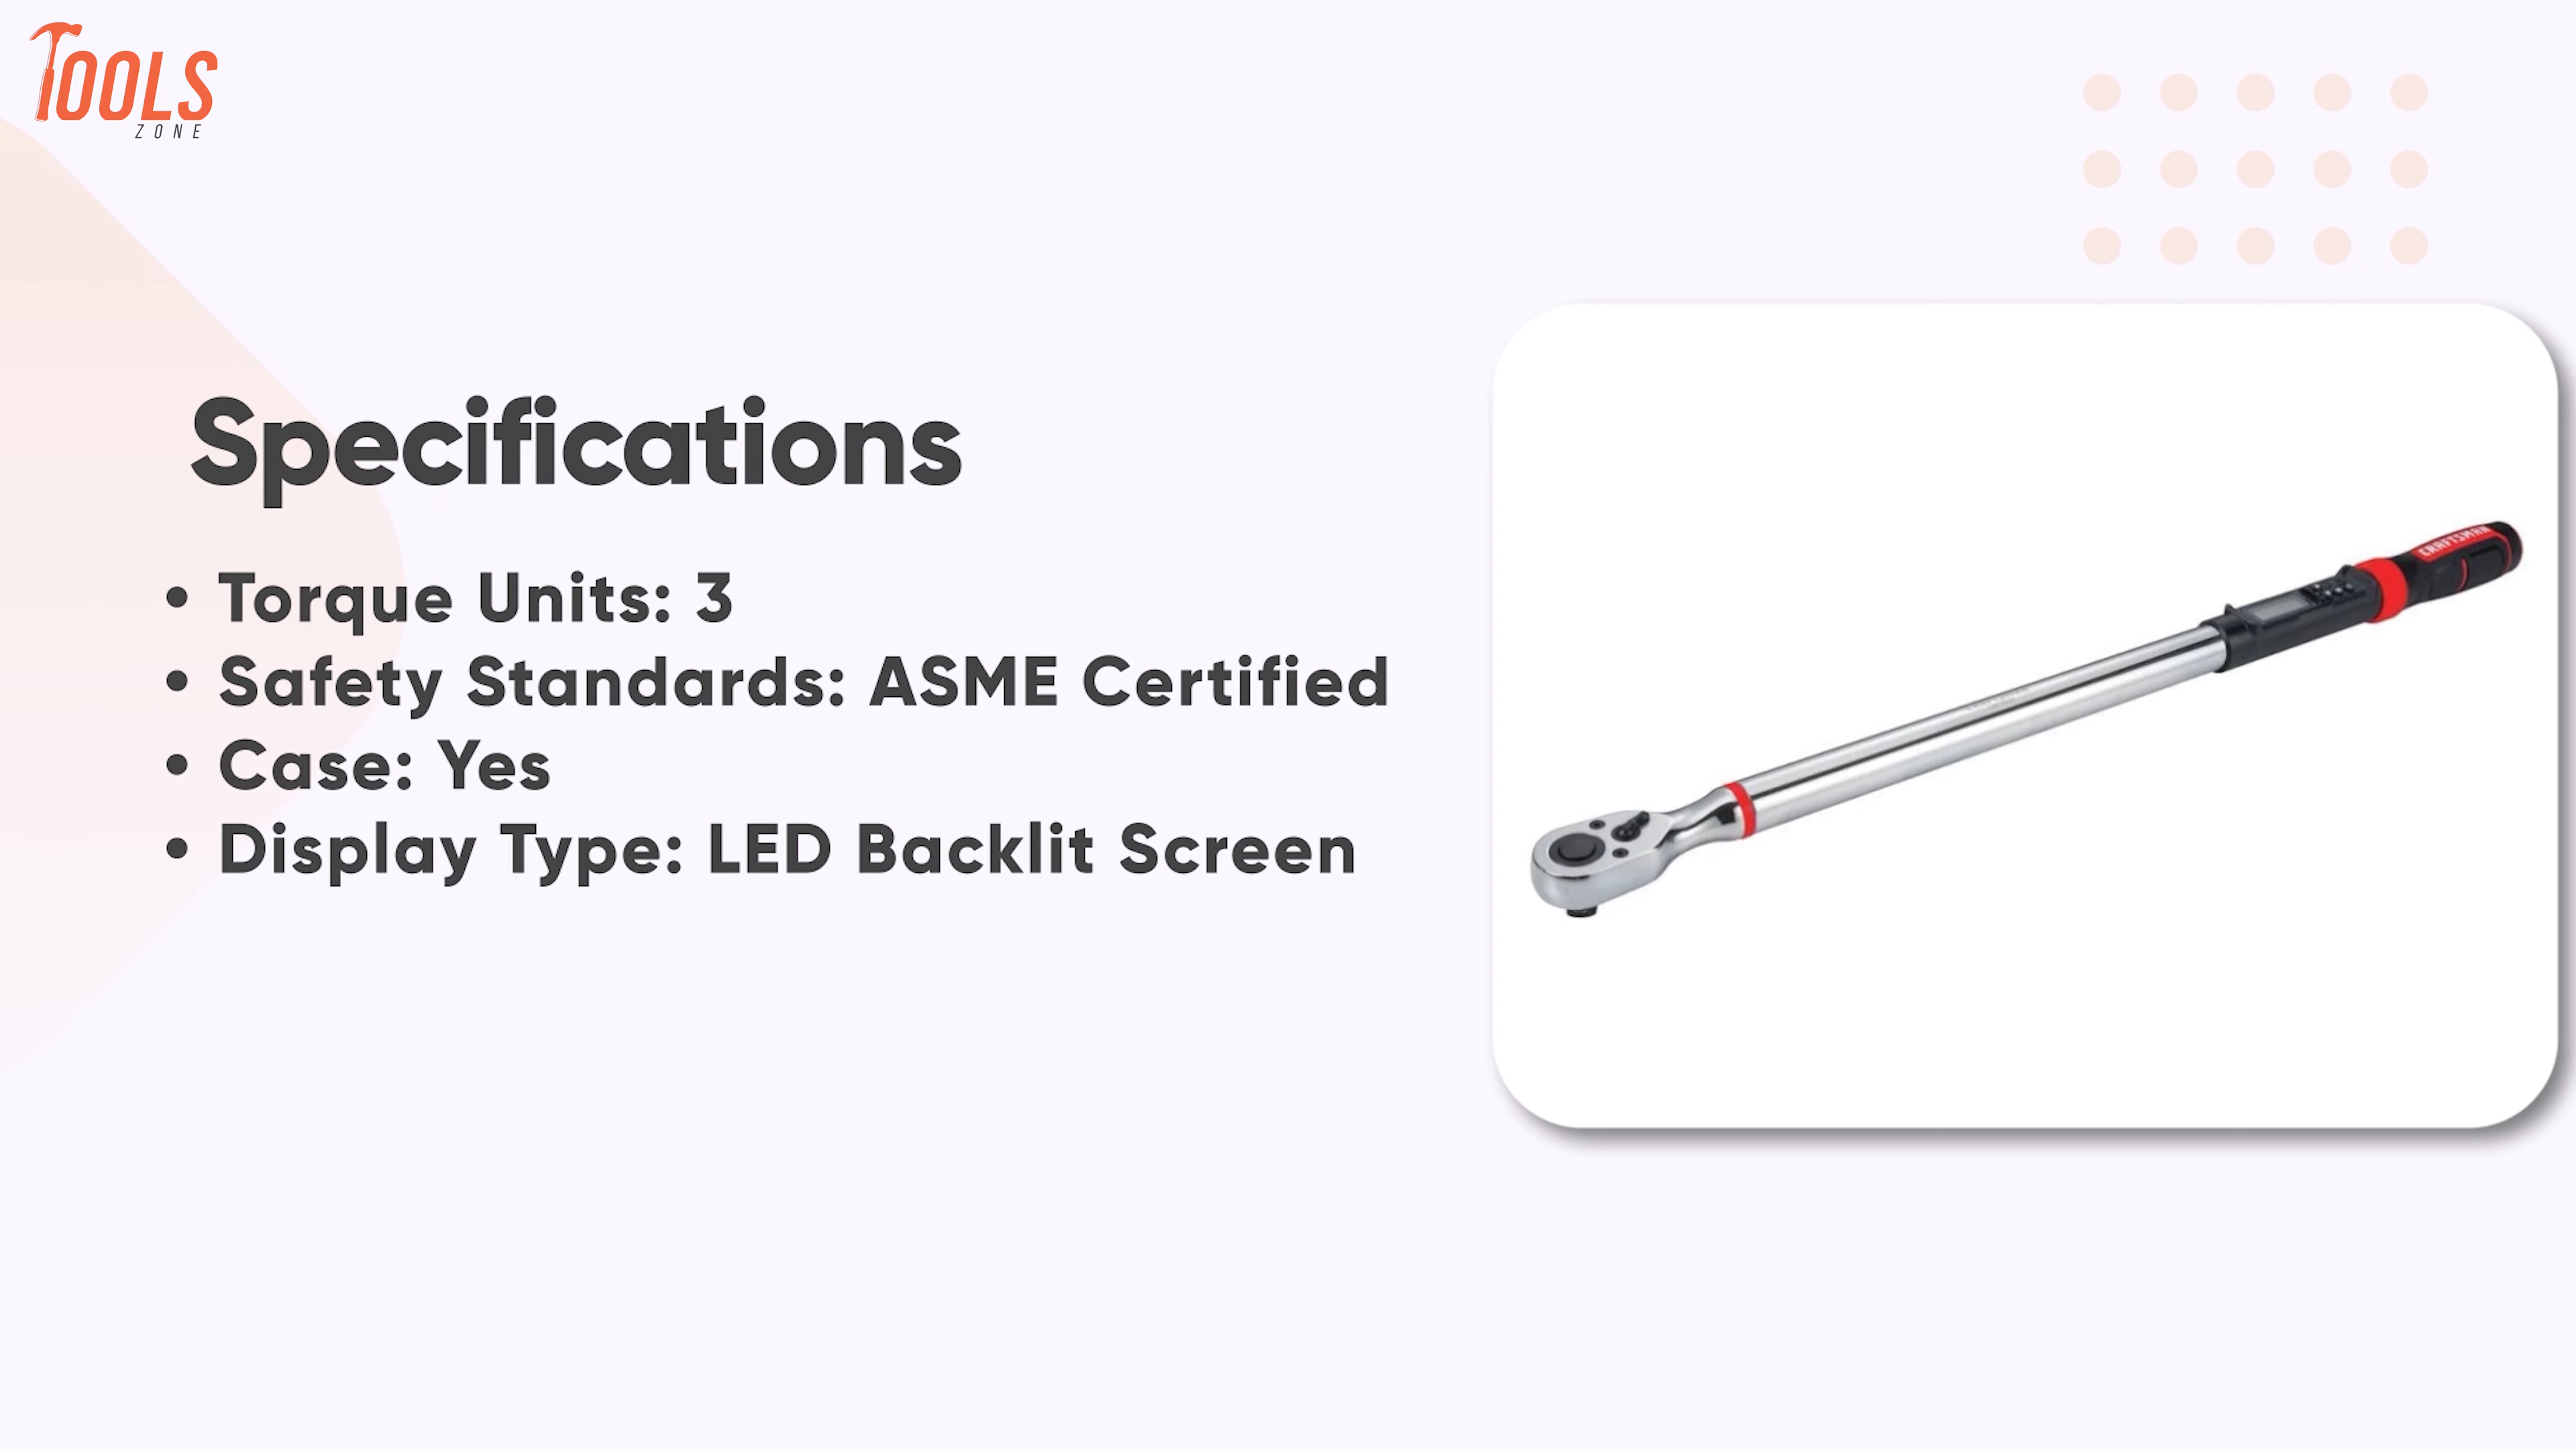 TOOLS
ZONE
Specifications
• Torque Units: 3
• Safety Standards: ASME Certified
• Case: Yes
• Display Type: LED Backlit Screen
CRAFTSMAN